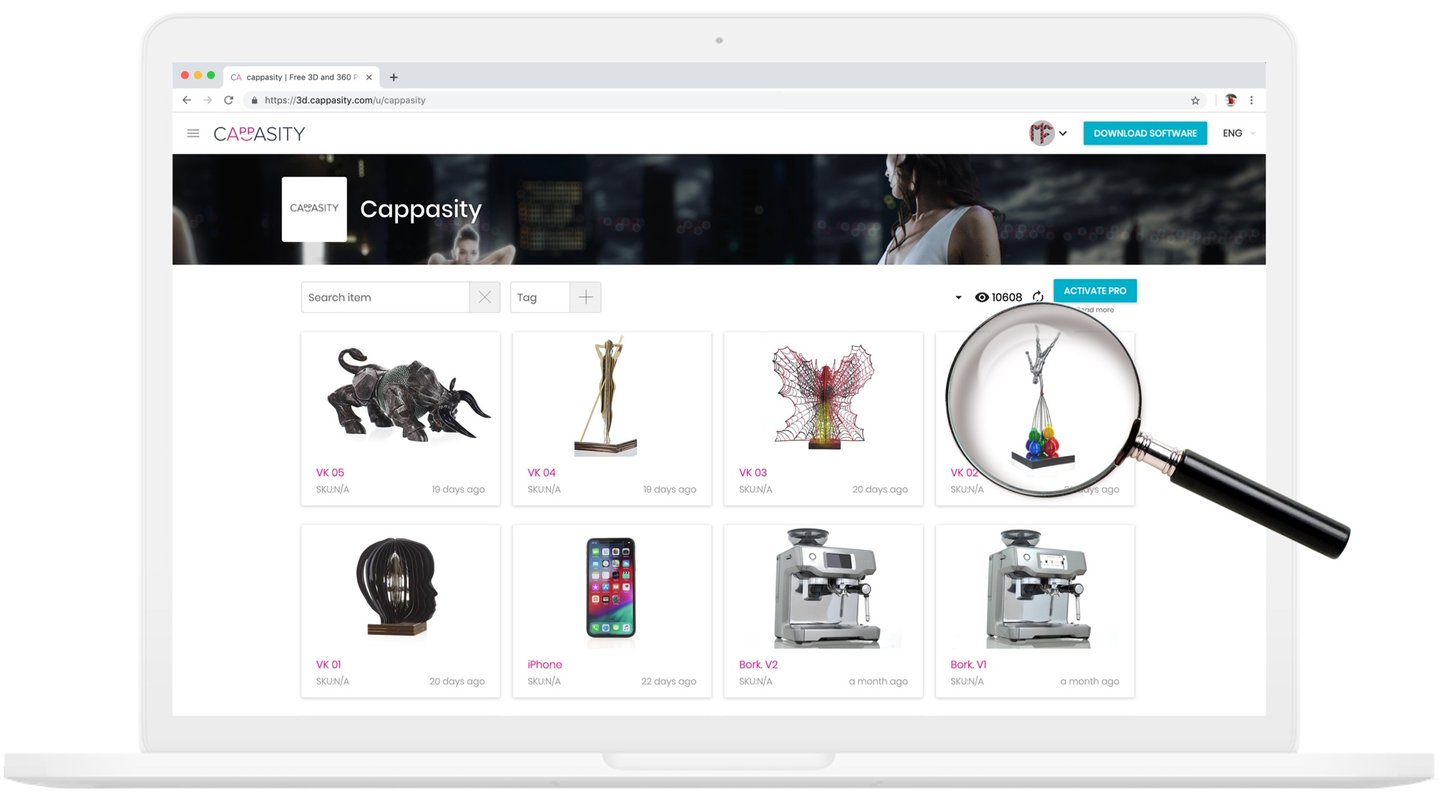 CA cappasity | Free 3D and 360 P
https://3d.cappasity.com/u/cappasity
CAPPASITY
DOWNLOAD SOFTWARE
ENG
CAPPASITY
Cappasity
Search item
Tag
10608
ACTIVATE PRO
more
VK 05
SKU:N/A
19 days ago
VK 04
SKU:N/A
19 days ago
VK 03
SKU:N/A
20 days ago
VK 02
SKU:N/A
days ago
VK 01
SKU:N/A
20 days ago
iPhone
SKU:N/A
22 days ago
Bork. V2
SKU:N/A
a month ago
Bork. V1
SKU:N/A
a month ago